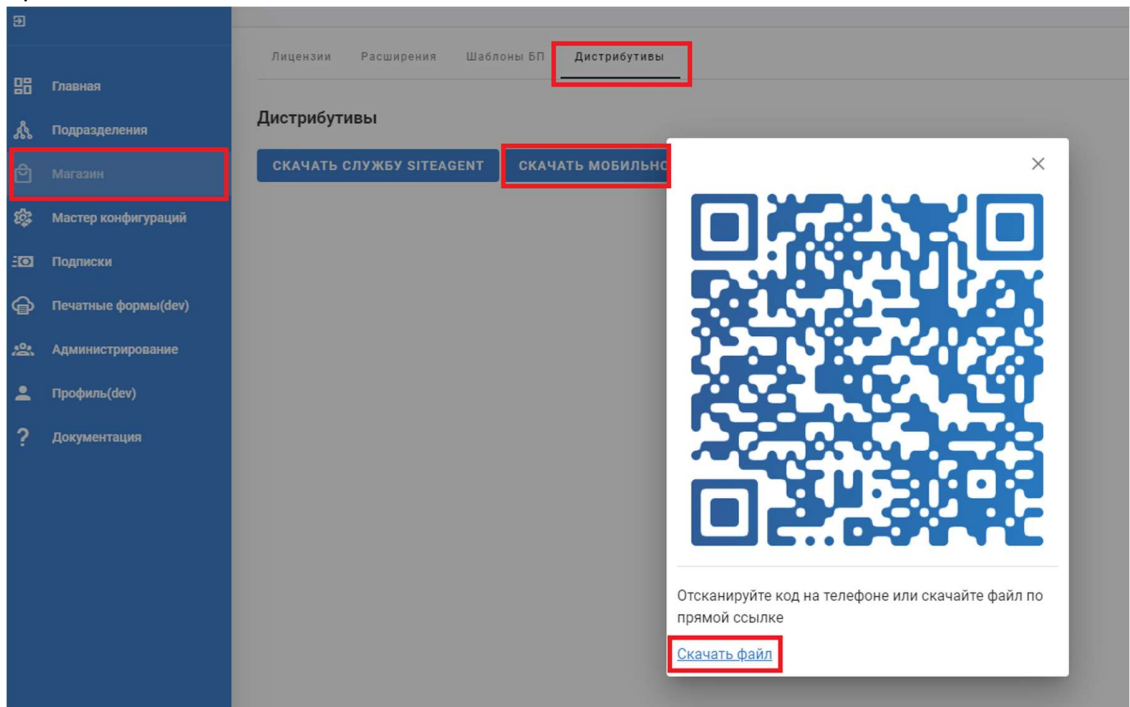 Лицензии Расширения Шаблоны БП Дистрибутивы
Главная
Дистрибутивы
Подразделения
СКАЧАТЬ СЛУЖБУ SITEAGENT СКАЧАТЬ МОБИЛЬНО
Магазин
Мастер конфигураций
Подписки
Печатные формы(dev)
Администрирование
Профиль(dev)
? Документация
Отсканируйте код на телефоне или скачайте файл по
прямой ссылке
Скачать файл